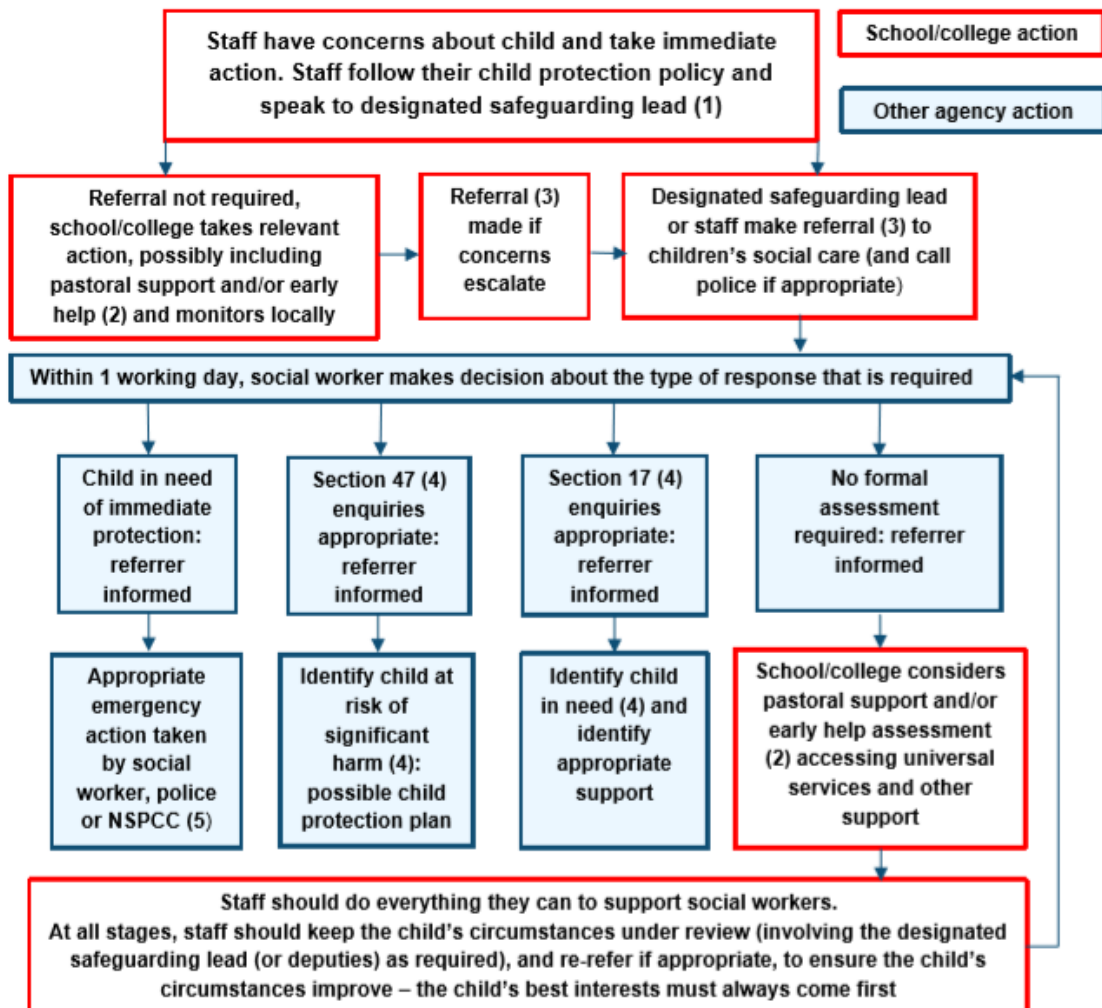 Staff have concerns about child and take immediate
action. Staff follow their child protection policy and
speak to designated safeguarding lead (1)
School/college action
Other agency action
Referral not required,
school/college takes relevant
action, possibly including
pastoral support and/or early
help (2) and monitors locally
Referral (3)
made if
concerns
escalate
Designated safeguarding lead
or staff make referral (3) to
children’s social care (and call
police if appropriate)
Within 1 working day, social worker makes decision about the type of response that is required
Child in need
of immediate
protection:
referrer
informed
Section 47 (4)
enquiries
appropriate:
referrer
informed
Section 17 (4)
enquiries
appropriate:
referrer
informed
No formal
assessment
required: referrer
informed
Appropriate
emergency
action taken
by social
worker, police
or NSPCC (5)
Identify child at
risk of
significant
harm (4):
possible child
protection plan
Identify child
in need (4) and
identify
appropriate
support
School/college considers
pastoral support and/or
early help assessment
(2) accessing universal
services and other
support
Staff should do everything they can to support social workers.
At all stages, staff should keep the child’s circumstances under review (involving the designated
safeguarding lead (or deputies) as required), and re-refer if appropriate, to ensure the child’s
circumstances improve – the child’s best interests must always come first